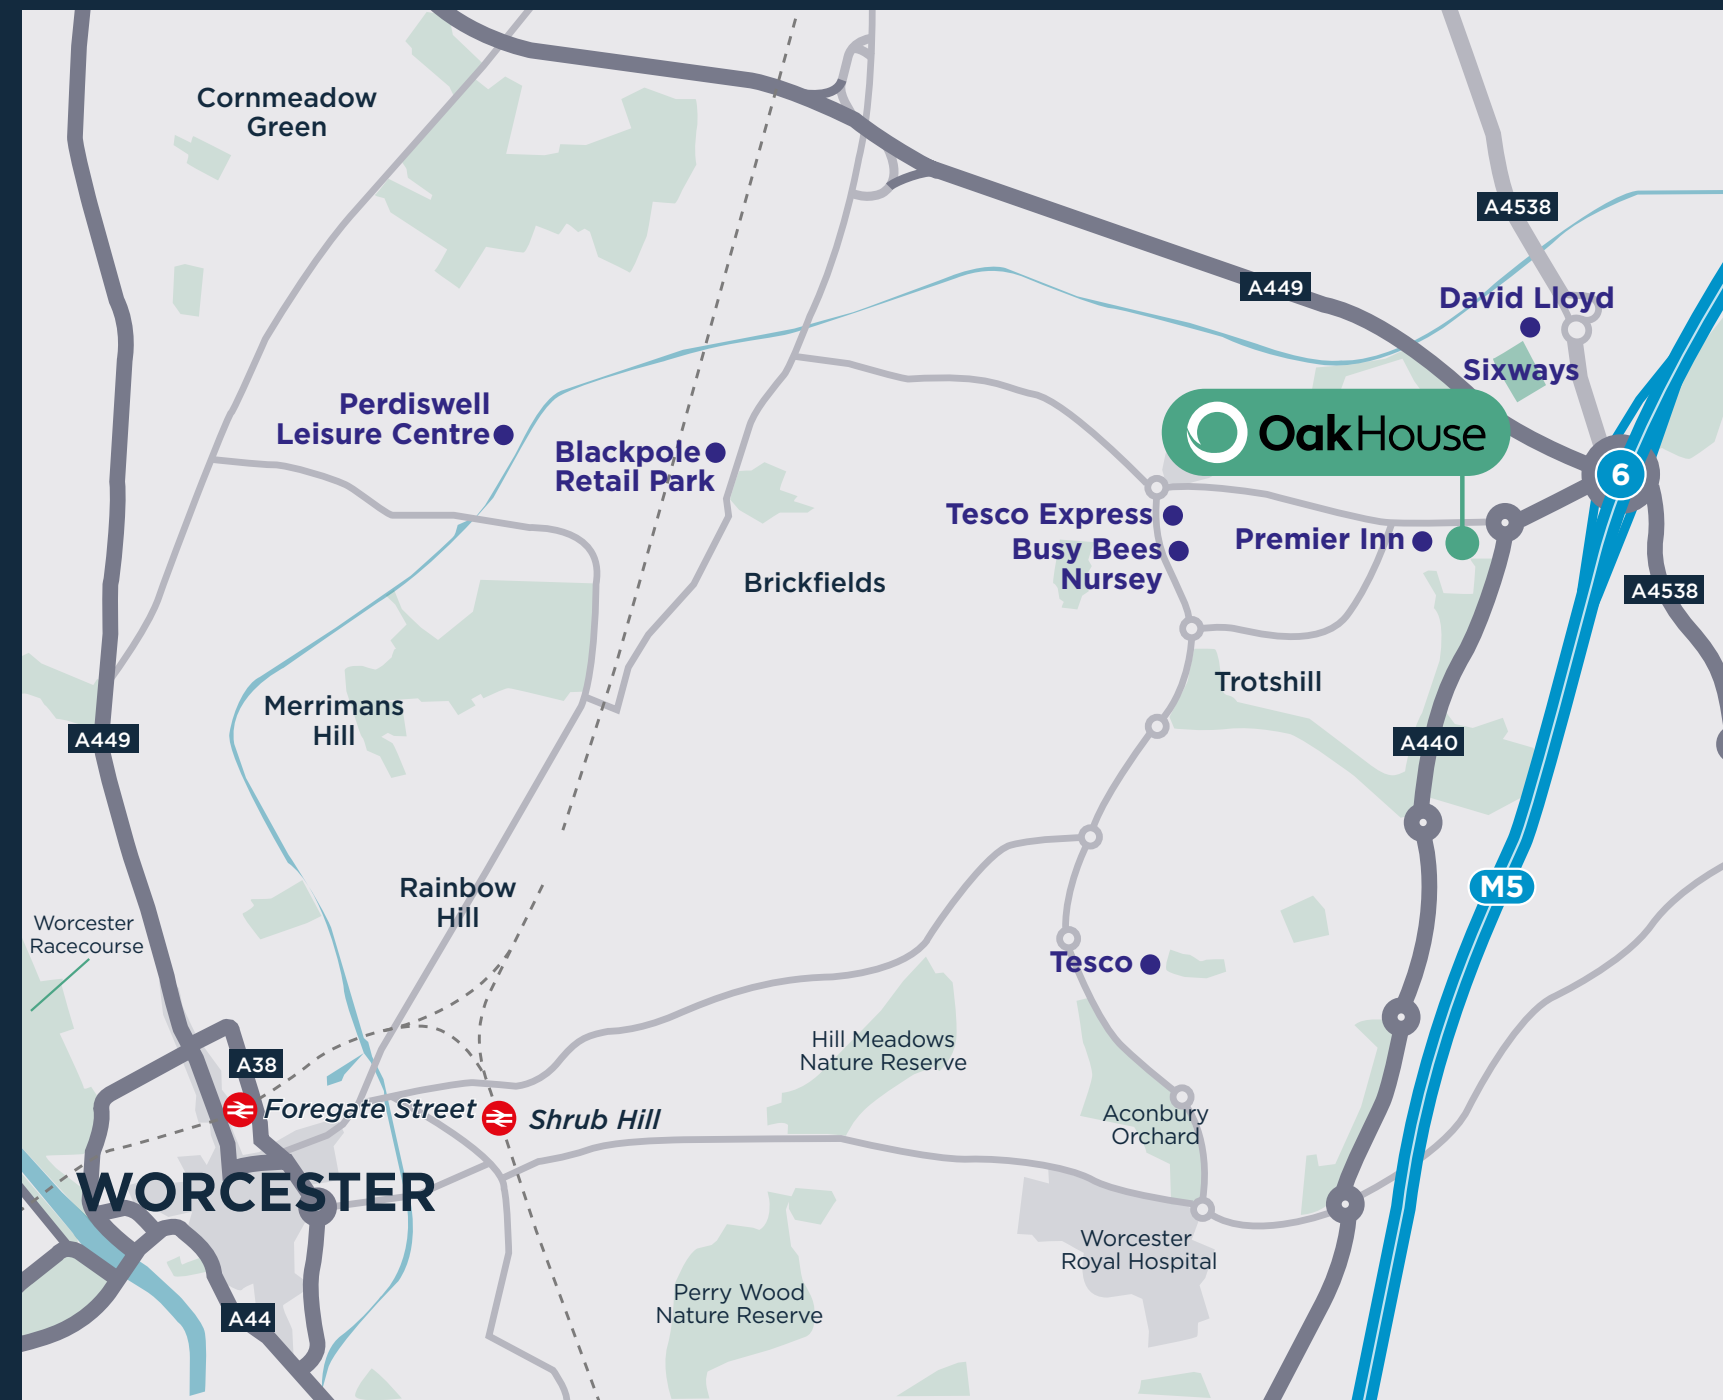 Cornmeadow
Green
A4538
A449
David Lloyd
Sixways
Perdiswell
Leisure Centre
Blackpole
Retail Park
OakHouse
6
Tesco Express
Busy Bees
Nursey
Premier Inn
Brickfields
A4538
Merrimans
Hill
Trotshill
A449
A440
Rainbow
Hill
M5
Worcester
Racecourse
Tesco
Hill Meadows
Nature Reserve
A38
Foregate Street
Shrub Hill
Aconbury
Orchard
WORCESTER
Worcester
Royal Hospital
Perry Wood
Nature Reserve
A44